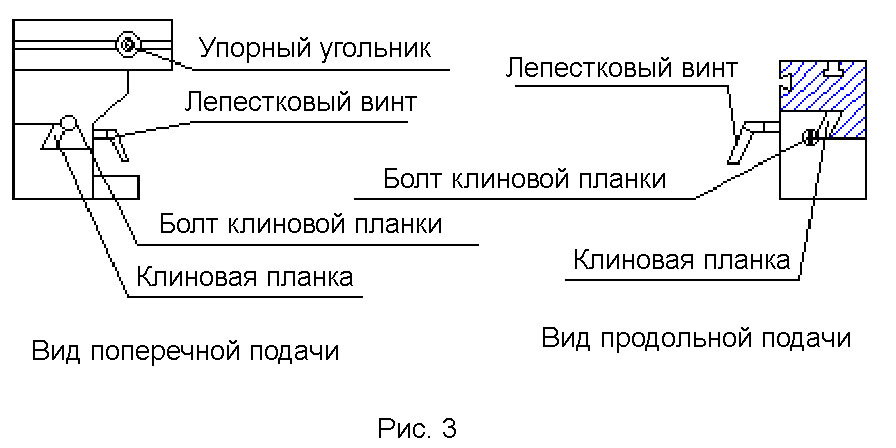 Упорный угольник
Лепестковый винт
Болт клиновой планки
Клиновая планка
Вид поперечной подачи
Лепестковый винт
Болт клиновой планки
Клиновая планка
Вид продольной подачи
Рис. 3